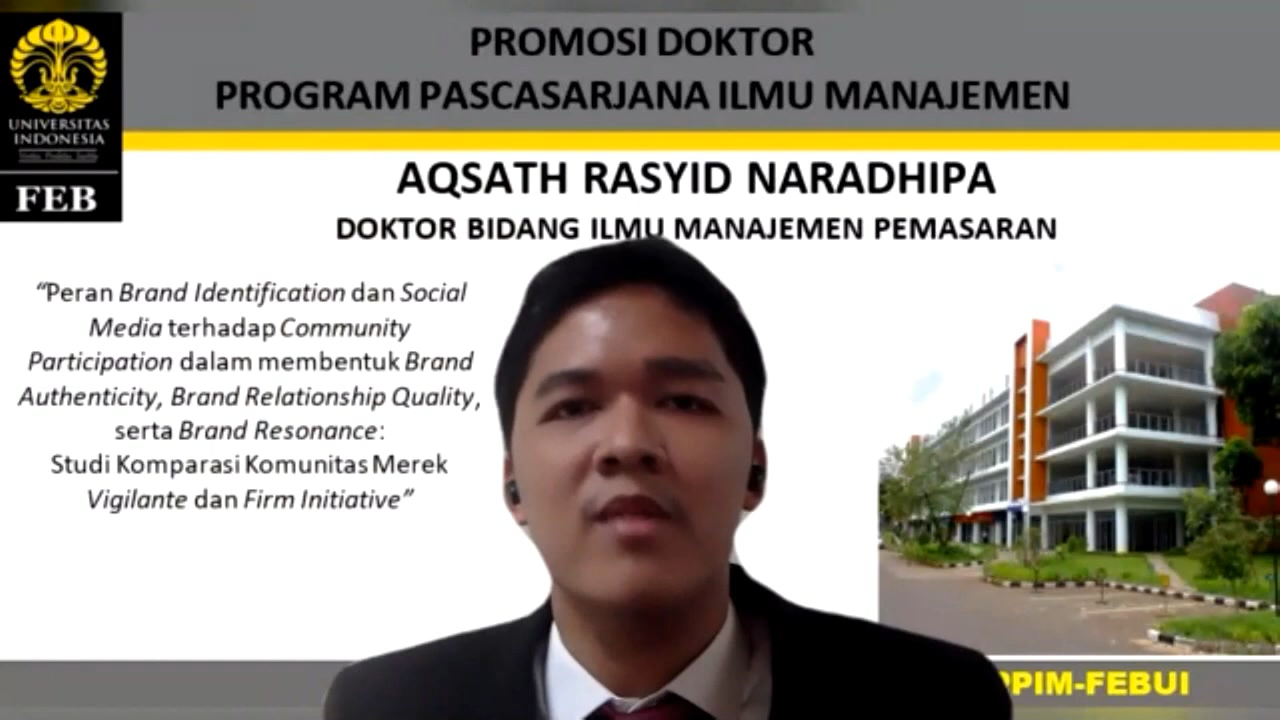 PROMOSI DOKTOR
PROGRAM PASCASARJANA ILMU MANAJEMEN
UNIVERSITAS
INDONESIA
FEB
AQSATH RASYID NARADHIPA
DOKTOR BIDANG ILMU MANAJEMEN PEMASARAN
“Peran Brand Identification dan Social
Media terhadap Community
Participation dalam membentuk Brand
Authenticity, Brand Relationship Quality,
serta Brand Resonance:
Studi Komparasi Komunitas Merek
Vigilante dan Firm Initiative”
PPIM-FEBUI